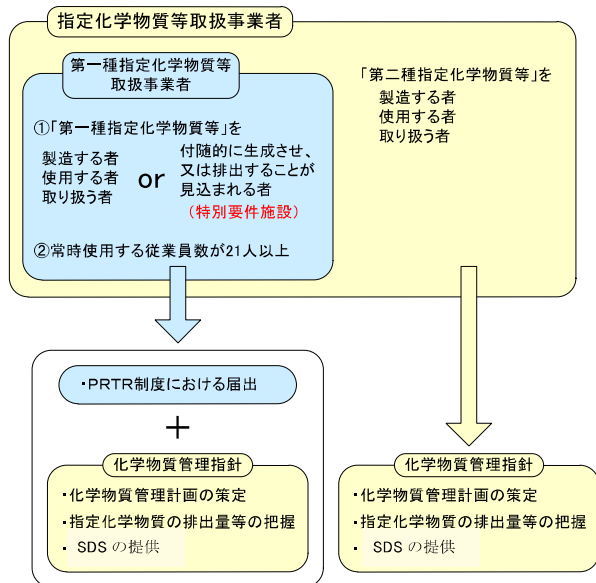 指定化学物質等取扱事業者
第一種指定化学物質等
取扱事業者
①「第一種指定化学物質等」を
製造する者
使用する者
取り扱う者
or
付随的に生成させ、
又は排出することが
見込まれる者
(特別要件施設)
②常時使用する従業員数が21人以上
「第二種指定化学物質等」を
製造する者
使用する者
取り扱う者
・PRTR制度における届出
+
化学物質管理指針
・化学物質管理計画の策定
・指定化学物質の排出量等の把握
・SDS の提供
化学物質管理指針
・化学物質管理計画の策定
・指定化学物質の排出量等の把握
・SDS の提供